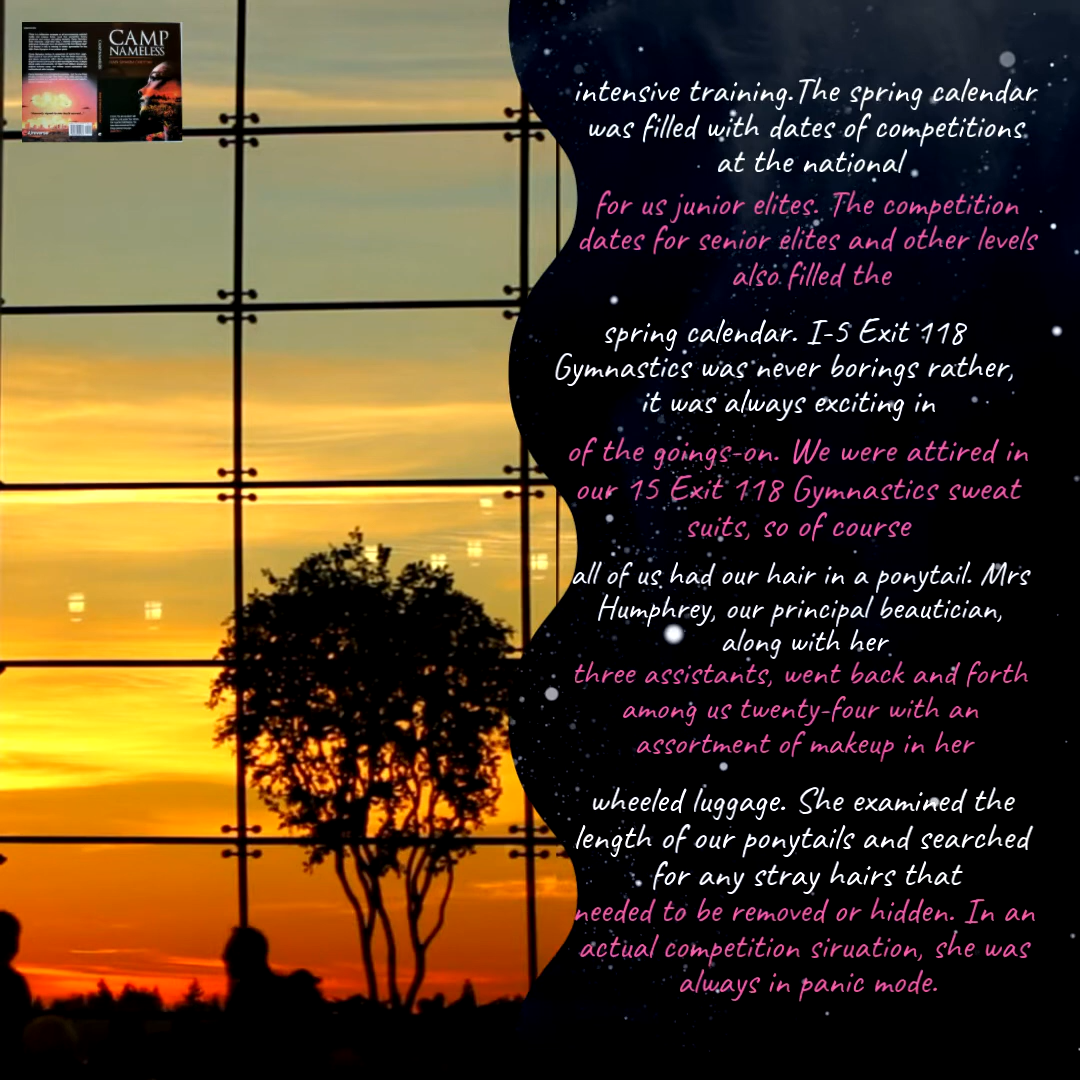 CAMP
NAMELESS
iUniverse
intensive training.The spring calendar
was filled with dates of competitions
at the national
for us junior elites. The competition
dates for senior elites and other levels
also filled the
spring calendar. I-5 Exit 118
Gymnastics was never borings rather,
it was always exciting in
of the goings-on. We were attired in
our 15 Exit 118 Gymnastics sweat
suits, so of course
all of us had our hair in a ponytail. Mrs
Humphrey, our principal beautician,
along with her
three assistants, went back and forth
among us twenty-four with an
assortment of makeup in her
wheeled luggage. She examined the
length of our ponytails and searched
for any stray hairs that
needed to be removed or hidden. In an
actual competition siruation, she was
always in panic mode.